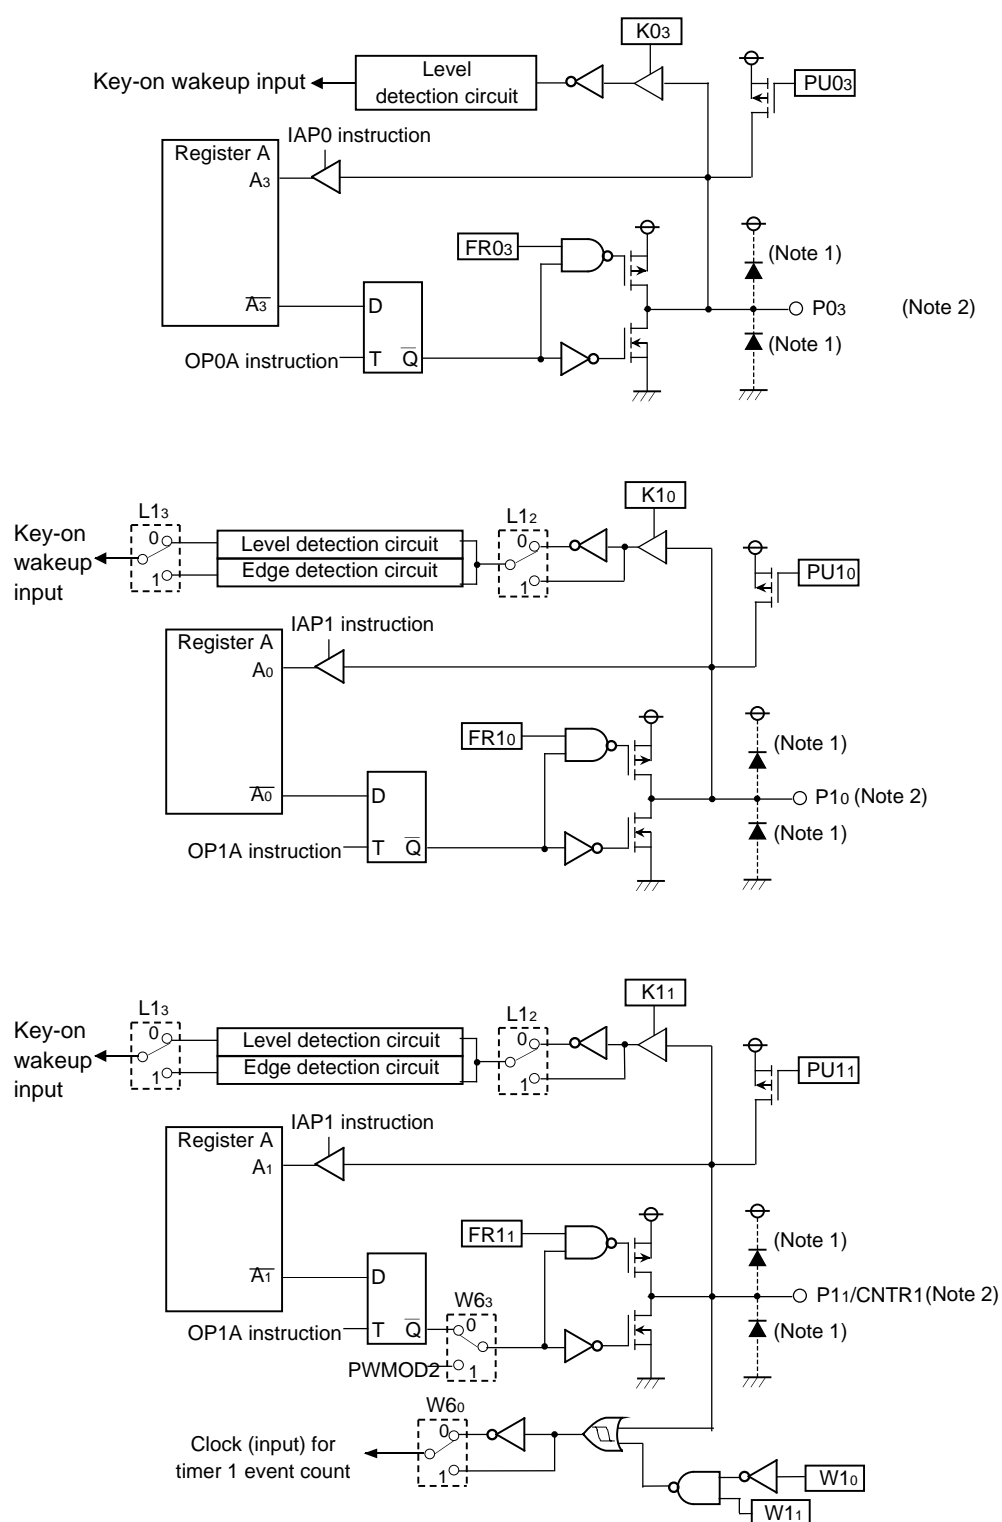 K03
Key-on wakeup input
Level
detection circuit
PU03
IAP0 instruction
Register A
A3
FR03
(Note 1)
A3
D
P03
(Note 2)
OP0A instruction
T
Q
(Note 1)
K10
L13
L12
Key-on
wakeup
input
0
Level detection circuit
0
1
Edge detection circuit
1
PU10
IAP1 instruction
Register A
A0
FR10
(Note 1)
A0
D
P10 (Note 2)
OP1A instruction
T
Q
(Note 1)
K11
L13
L12
Key-on
wakeup
input
0
Level detection circuit
0
1
Edge detection circuit
1
PU11
IAP1 instruction
Register A
A1
FR11
(Note 1)
A1
D
W63
P11/CNTR1(Note 2)
OP1A instruction
T
Q
0
(Note 1)
PWMOD2
1
W60
Clock (input) for
timer 1 event count
0
1
W10
W11